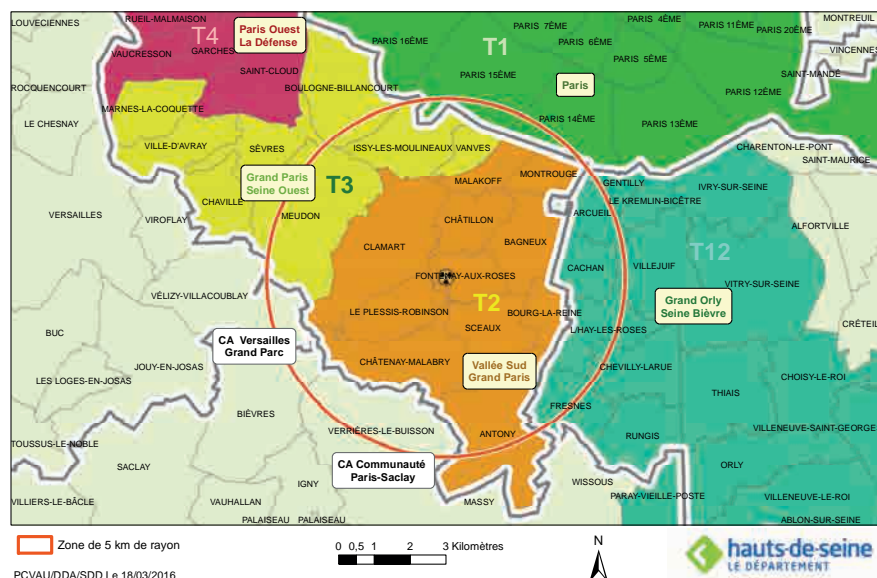 LOUVECIENNES
RUEIL-MALMAISON
T4
GARCHES
VAUCRESSON
SAINT-CLOUD
Paris Ouest
La Défense
PARIS 16ÈME
PARIS 7ÈME
PARIS 4ÈME
PARIS 11ÈME
PARIS 20ÈME
PARIS 6ÈME
T1
PARIS 5ÈME
PARIS 15ÈME
Paris
PARIS 12ÈME
PARIS 14ÈME
PARIS 13ÈME
MONTREUIL
VINCENNES
SAINT-MANDÉ
ROCQUENCOURT
BOULOGNE-BILLANCOURT
MARNES-LA-COQUETTE
LE CHESNAY
VILLE-D'AVRAY
SÈVRES
ISSY-LES-MOULINEAUX
VANVES
CHARENTON-LE-PONT
SAINT-MAURICE
Grand Paris
Seine Ouest
T3
MALAKOFF
MONTROUGE
GENTILLY
IVRY-SUR-SEINE
LE KREMLIN-BICÊTRE
CHAVILLE
MEUDON
VERSAILLES
VIROFLAY
CHÂTILLON
ARCUEIL
ALFORTVILLE
CLAMART
BAGNEUX
T12
CACHAN
VILLEJUIF
FONTENAY-AUX-ROSES
VITRY-SUR-SEINE
VÉLIZY-VILLACOUBLAY
T2
Grand Orly
Seine Bièvre
LE PLESSIS-ROBINSON
BOURG-LA-REINE
SCEAUX
L'HAY-LES-ROSES
CRÉTEIL
BUC
CA Versailles
Grand Parc
JOUY-EN-JOSAS
CHÂTENAY-MALABRY
Vallée Sud
Grand Paris
CHEVILLY-LARUE
CHOISY-LE-ROI
LES LOGES-EN-JOSAS
THIAIS
BIÈVRES
FRESNES
TOUSSUS-LE-NOBLE
VERRIÈRES-LE-BUISSON
ANTONY
RUNGIS
VILLENEUVE-SAINT-GEORGE
SACLAY
CA Communauté
Paris-Saclay
ORLY
IGNY
WISSOUS
VILLIERS-LE-BÂCLE
VAUHALLAN
MASSY
PARAY-VIEILLE-POSTE
VILLENEUVE-LE-ROI
PALAISEAU
PALAISEAU
ABLON-SUR-SEINE
Zone de 5 km de rayon
0 0,5 1 2 3 Kilomètres
N
hauts-de-seine
LE DÉPARTEMENT
PCVAU/DDA/SDD Le 18/03/2016